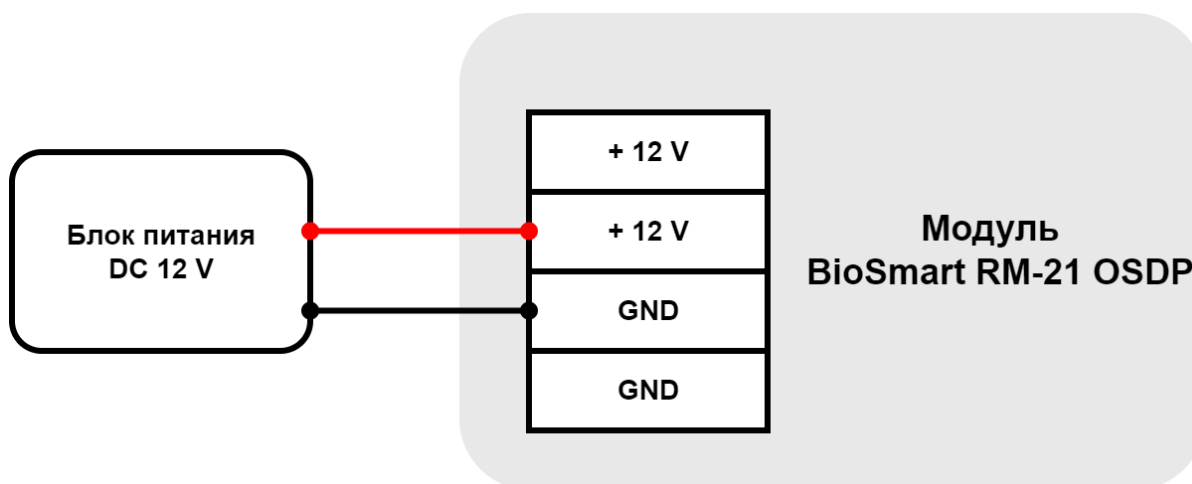 + 12 V
Блок питания
DC 12 V
+ 12 V
GND
GND
Модуль
BioSmart RM-21 OSDP